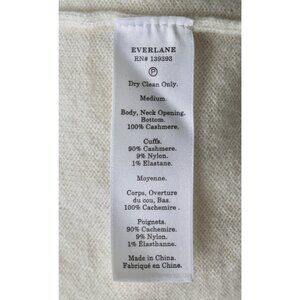 EVERLANE
RN# 139393
P
Dry Clean Only.
Medium.
Body, Neck Opening,
Bottom.
100% Cashmere.
Cuffs.
90% Cashmere.
9% Nylon.
1% Elastane.
Moyenne.
Corps, Overture
du cou, Bas.
100% Cachemire .
Poignets.
90% Cachemire.
9% Nylon.
1% Élasthanne.
Made in China.
Fabriqué en China.